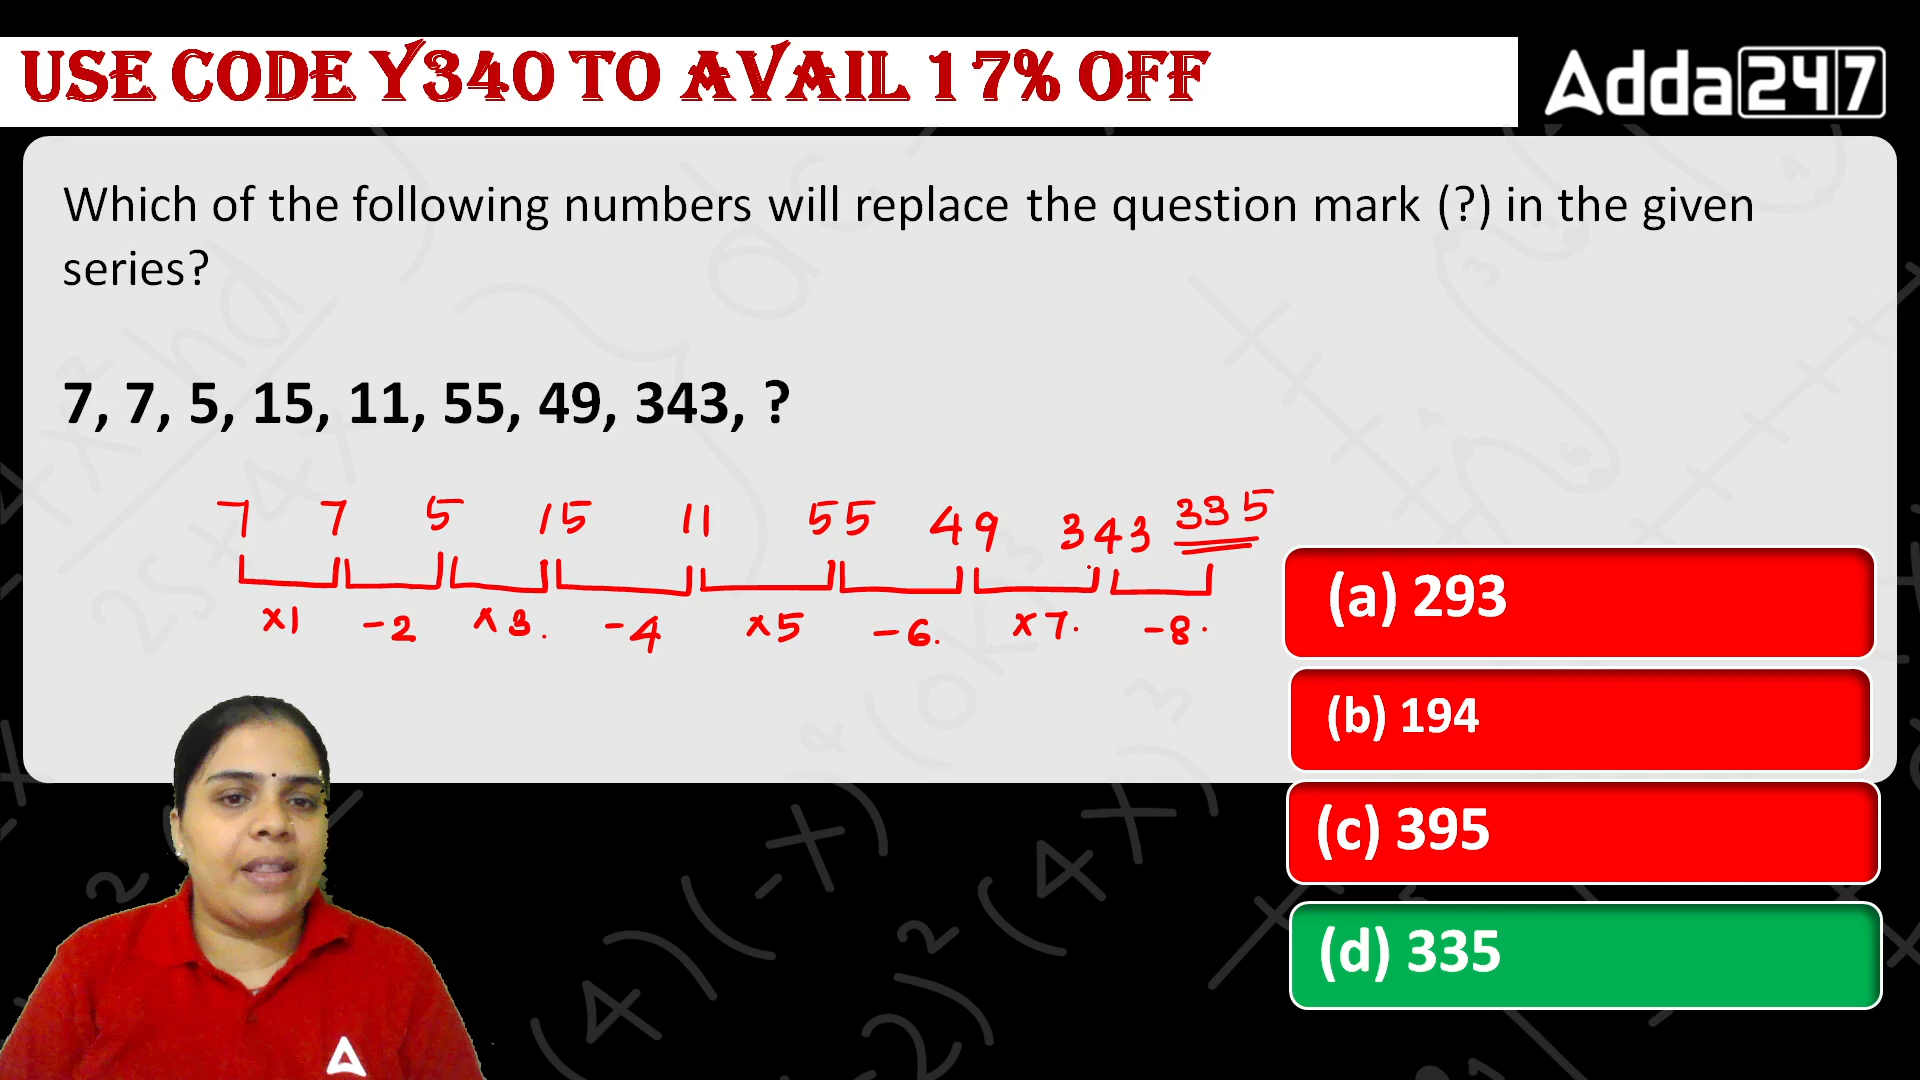 USE CODE Y340 TO AVAIL 17% OFF
Adda247
Which of the following numbers will replace the question mark (?) in the given
series?
7, 7, 5, 15, 11, 55, 49, 343, ?
7 7 5 15 11 55 49 343 335
×1 -2 ×3. -4 ×5 -6. ×7. -8.
(a) 293
(b) 194
(c) 395
(d) 335